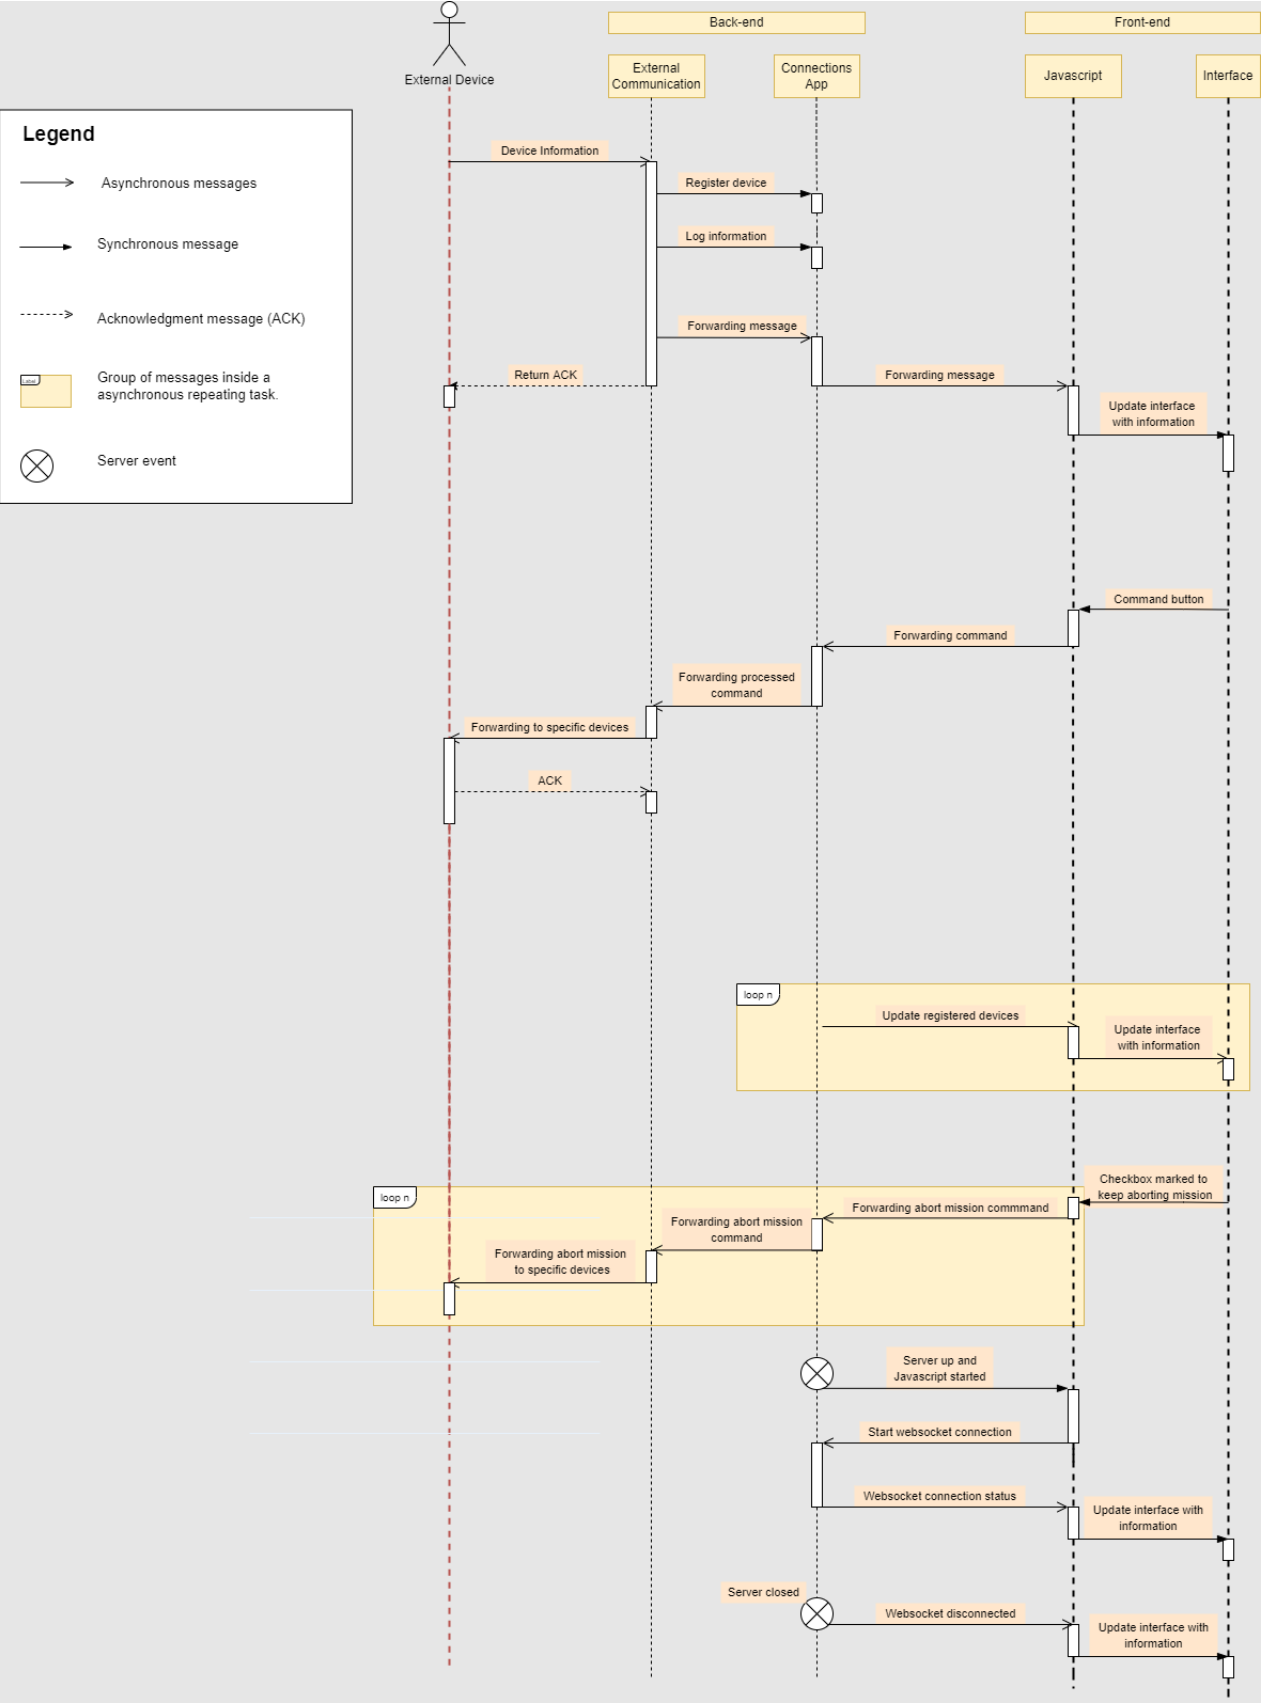 Back-end
Front-end
External Device
External
Communication
Connections
App
Javascript
Interface
Legend
Asynchronous messages
Synchronous message
Acknowledgment message (ACK)
Label
Group of messages inside a
asynchronous repeating task.
Server event
Device Information
Register device
Log information
Forwarding message
Return ACK
Forwarding message
Update interface
with information
Command button
Forwarding command
Forwarding processed
command
Forwarding to specific devices
ACK
loop n
Update registered devices
Update interface
with information
Checkbox marked to
keep aborting mission
loop n
Forwarding abort mission commmand
Forwarding abort mission
command
Forwarding abort mission
to specific devices
Server up and
Javascript started
Start websocket connection
Websocket connection status
Update interface with
information
Server closed
Websocket disconnected
Update interface with
information